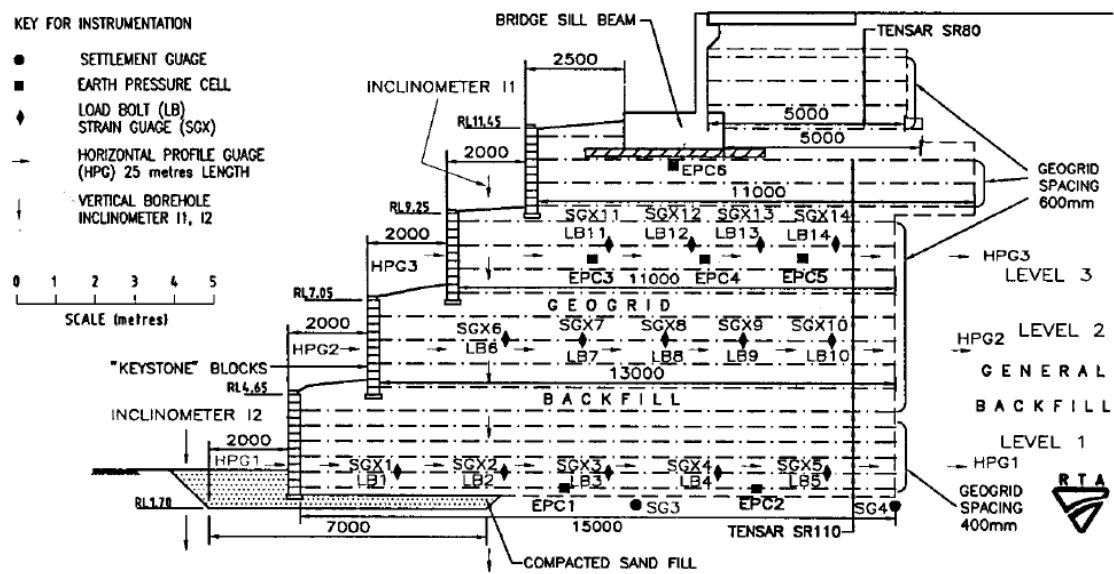 KEY FOR INSTRUMENTATION
SETTLEMENT GUAGE
EARTH PRESSURE CELL
LOAD BOLT (LB)
STRAIN GUAGE (SGX)
HORIZONTAL PROFILE GUAGE
(HPG) 25 metres LENGTH
VERTICAL BOREHOLE
INCLINOMETER I1, I2
0 1 2 3 4 5
SCALE (metres)
BRIDGE SILL BEAM
TENSAR SR80
2500
INCLINOMETER I1
5000
5000
RL11.45
2000
EPC6
GEOGRID
SPACING
600mm
11000
RL9.25
SGX11 SGX12 SGX13 SGX14
LB11 LB12 LB13 LB14
2000
HPG3
HPG3
EPC3 EPC4 EPC5
LEVEL 3
11000
RL7.05
GEOGRID
2000
SGX6 SGX7 SGX8 SGX9 SGX10
LEVEL 2
HPG2
LB6 LB7 LB8 LB9 LB10
HPG2
"KEYSTONE" BLOCKS
13000
GENERAL
RL4.65
BACKFILL
BACKFILL
INCLINOMETER I2
LEVEL 1
2000
HPG1
SGX1 SGX2 SGX3 SGX4 SGX5
HPG1
LB1 LB2 LB3 LB4 LB5
RL1.70
EPC1 SG3 EPC2 SG4
GEOGRID
SPACING
400mm
RTA
7000
15000
TENSAR SR110
COMPACTED SAND FILL